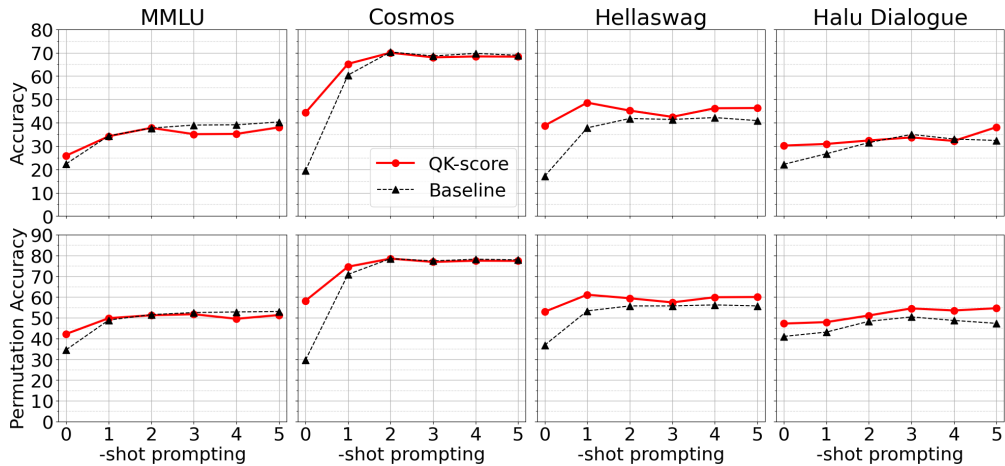 MMLU Cosmos Hellaswag Halu Dialogue
Accuracy
80
70
60
50
40
30
20
10
0
QK-score
Baseline
Permutation Accuracy
90
80
70
60
50
40
30
20
10
0
0 1 2 3 4 5 0 1 2 3 4 5 0 1 2 3 4 5 0 1 2 3 4 5
-shot prompting -shot prompting -shot prompting -shot prompting